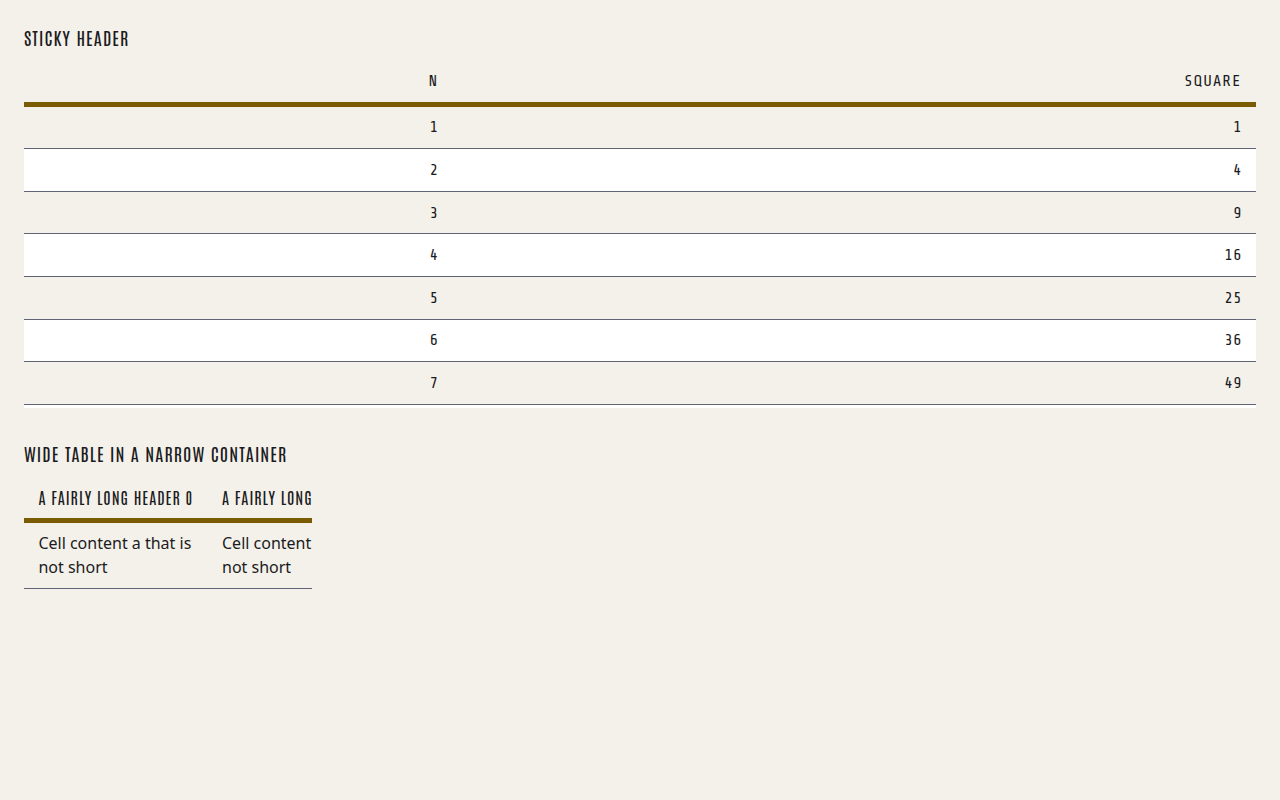 STICKY HEADER
N SQUARE
1 1
2 4
3 9
4 16
5 25
6 36
7 49
WIDE TABLE IN A NARROW CONTAINER
A FAIRLY LONG HEADER 0 A FAIRLY LONG
Cell content a that is Cell content
not short not short